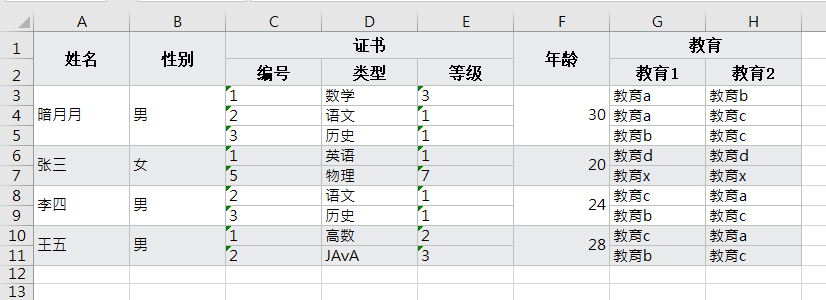 A B C D E F G H
1 姓名 性别 证书 年龄 教育
2 编号 类型 等级 教育1 教育2
3 1 数学 3 教育a 教育b
4 暗月月 男 2 语文 1 30 教育a 教育c
5 3 历史 1 教育b 教育c
6 张三 女 1 英语 1 20 教育d 教育d
7 5 物理 7 教育x 教育x
8 李四 男 2 语文 1 24 教育c 教育a
9 3 历史 1 教育b 教育c
10 王五 男 1 高数 2 28 教育c 教育a
11 2 JAvA 3 教育b 教育c
12
13